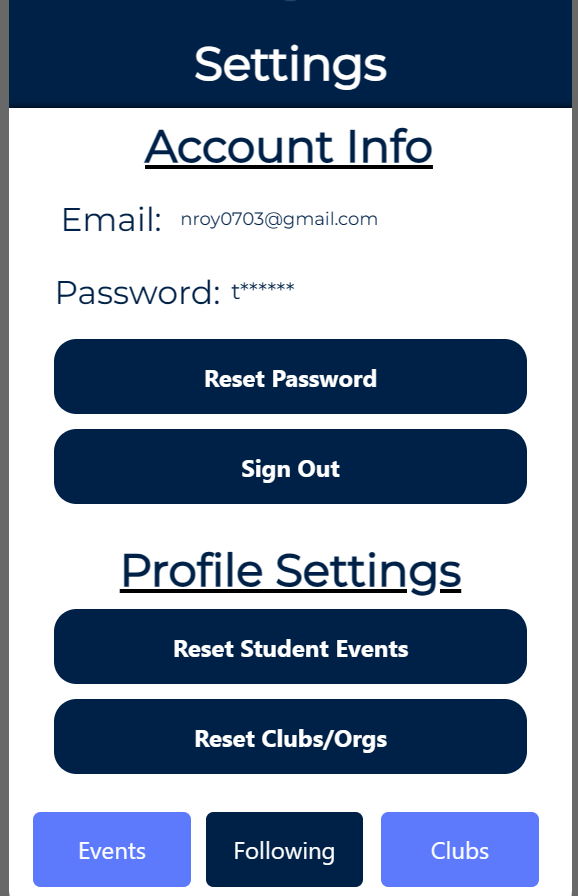 Settings
Account Info
Email: nroy0703@gmail.com
Password: t******
Reset Password
Sign Out
Profile Settings
Reset Student Events
Reset Clubs/Orgs
Events Following Clubs